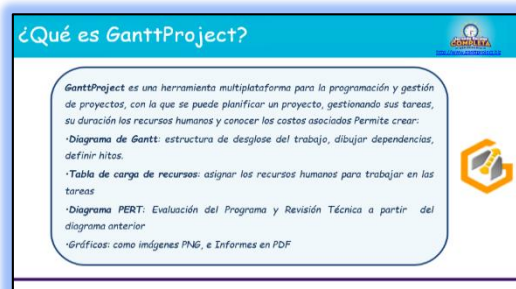 ¿Qué es GanttProject?
COMPLETA
GanttProject es una herramienta multiplataforma para la programación y gestión
de proyectos, con la que se puede planificar un proyecto, gestionando sus tareas,
su duración los recursos humanos y conocer los costos asociados Permite crear:
•Diagrama de Gantt: estructura de desglose del trabajo, dibujar dependencias,
definir hitos.
•Tabla de carga de recursos: asignar los recursos humanos para trabajar en las
tareas
•Diagrama PERT: Evaluación del Programa y Revisión Técnica a partir del
diagrama anterior
•Gráficos: como imágenes PNG, e Informes en PDF